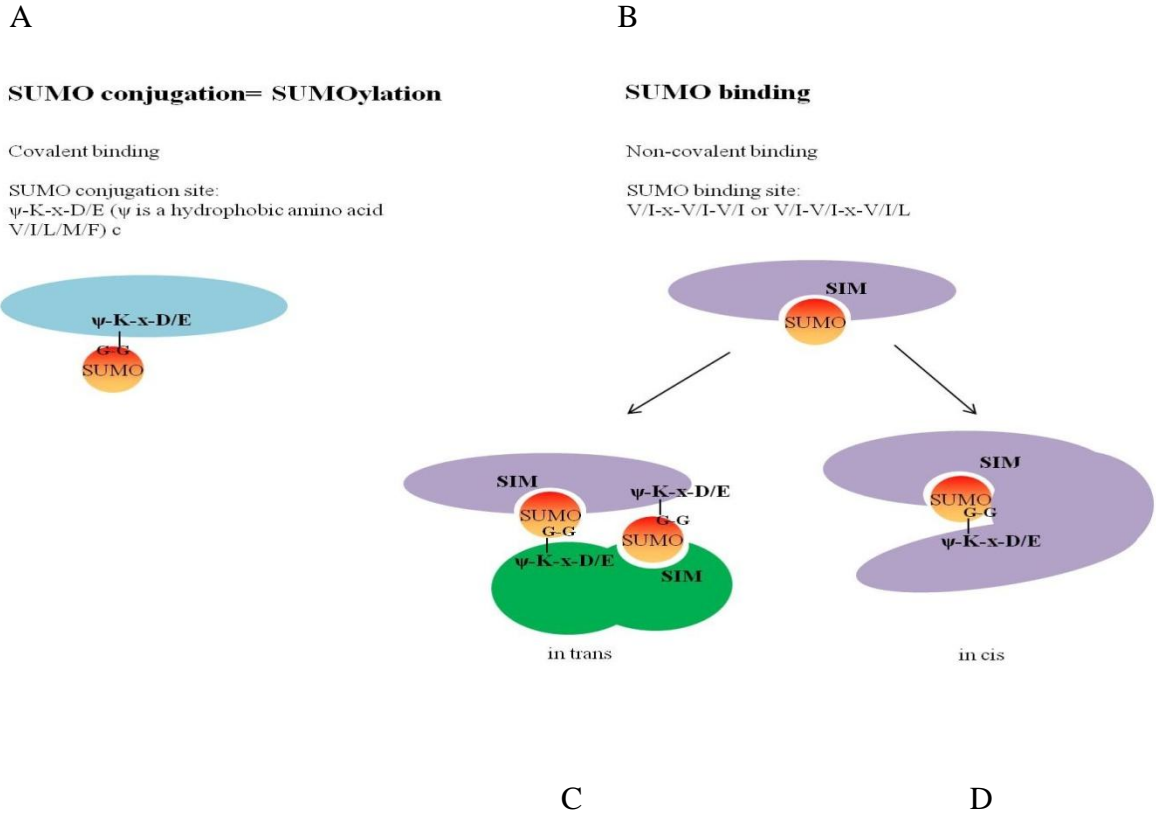 A
B
SUMO conjugation= SUMOylation
Covalent binding
SUMO conjugation site:
ψ-K-x-D/E (ψ is a hydrophobic amino acid
V/I/L/M/F) c
ψ-K-x-D/E
G-G
SUMO
SUMO binding
Non-covalent binding
SUMO binding site:
V/I-x-V/I-V/I or V/I-V/I-x-V/I/L
SIM
SUMO
SIM
SUMO
G-G
ψ-K-x-D/E
ψ-K-x-D/E
G-G
SUMO
SIM
in trans
SIM
SUMO
G-G
ψ-K-x-D/E
in cis
C
D